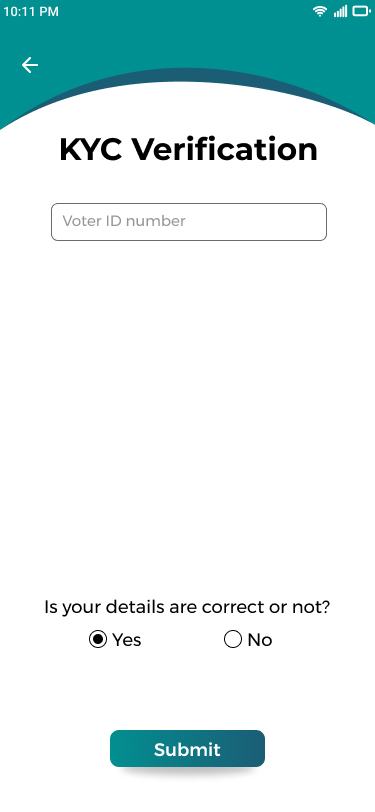 10:11 PM
KYC Verification
Voter ID number
Is your details are correct or not?
Yes No
Submit